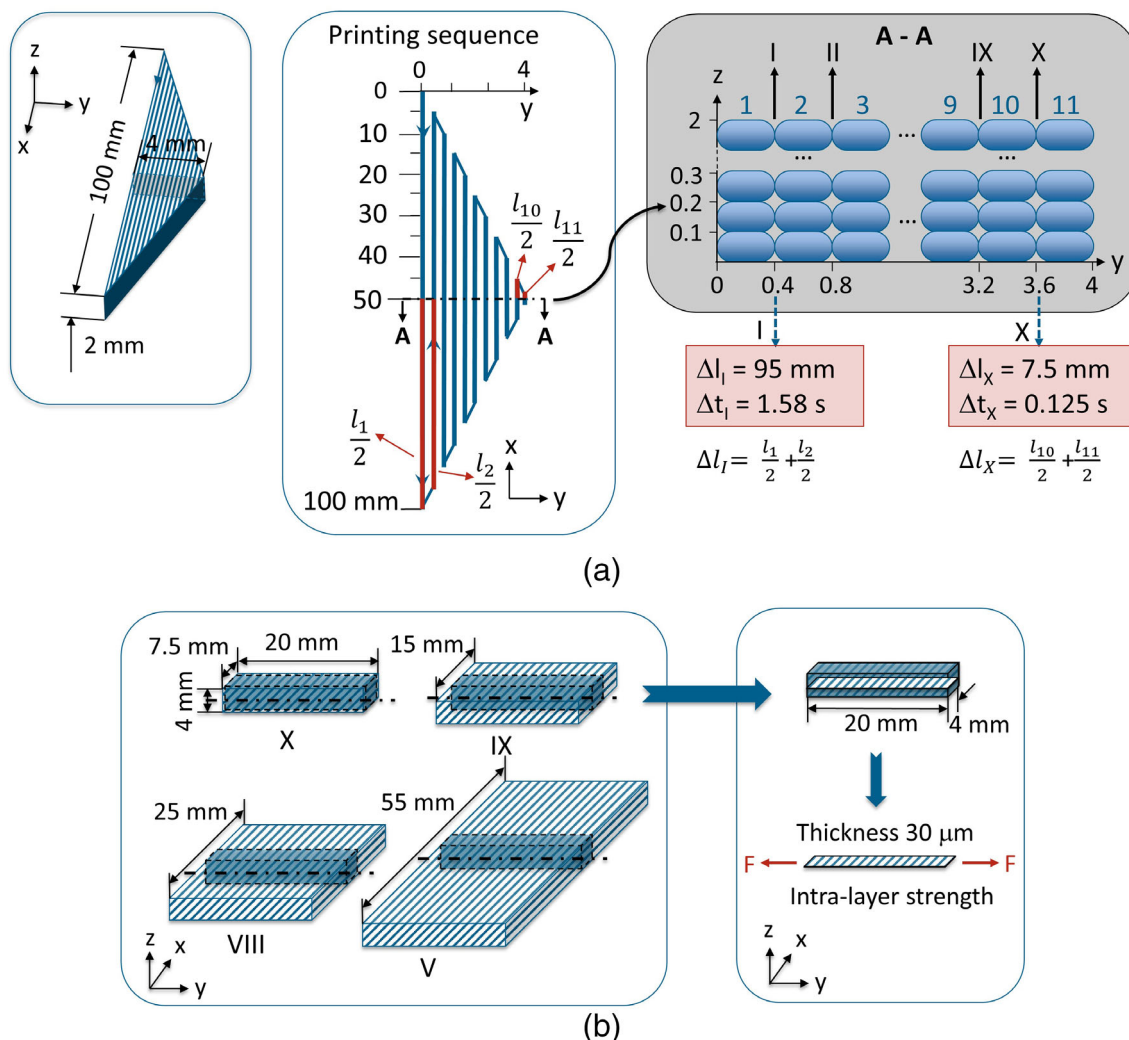 z
y
x
100 mm
4 mm
2 mm
Printing sequence
0 4
y
0
10
20
30
40
50
100 mm
l10/2
l11/2
A A
l1/2
l2/2
x
y
A - A
I II IX X
z
1 2 3 9 10 11
2
...
...
0.3
0.2
0.1
...
y
0 0.4 0.8 3.2 3.6 4
I X
ΔlI = 95 mm
ΔtI = 1.58 s
ΔlX = 7.5 mm
ΔtX = 0.125 s
ΔlI = l1/2 + l2/2
ΔlX = l10/2 + l11/2
(a)
7.5 mm
20 mm
4 mm
X
15 mm
IX
25 mm
VIII
55 mm
V
z
x
y
20 mm
4 mm
Thickness 30 µm
F F
Intra-layer strength
z
x
y
(b)